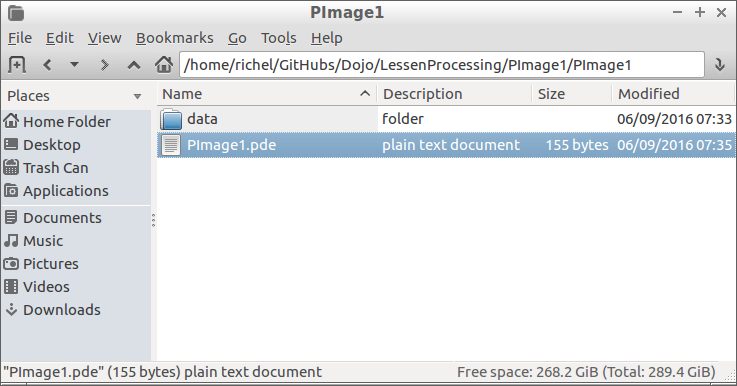 PImage1
File Edit View Bookmarks Go Tools Help
/home/richel/GitHubs/Dojo/LessenProcessing/PImage1/PImage1
Places
Home Folder
Desktop
Trash Can
Applications
Documents
Music
Pictures
Videos
Downloads
Name Description Size Modified
data folder 06/09/2016 07:33
PImage1.pde plain text document 155 bytes 06/09/2016 07:35
"PImage1.pde" (155 bytes) plain text document Free space: 268.2 GiB (Total: 289.4 GiB)